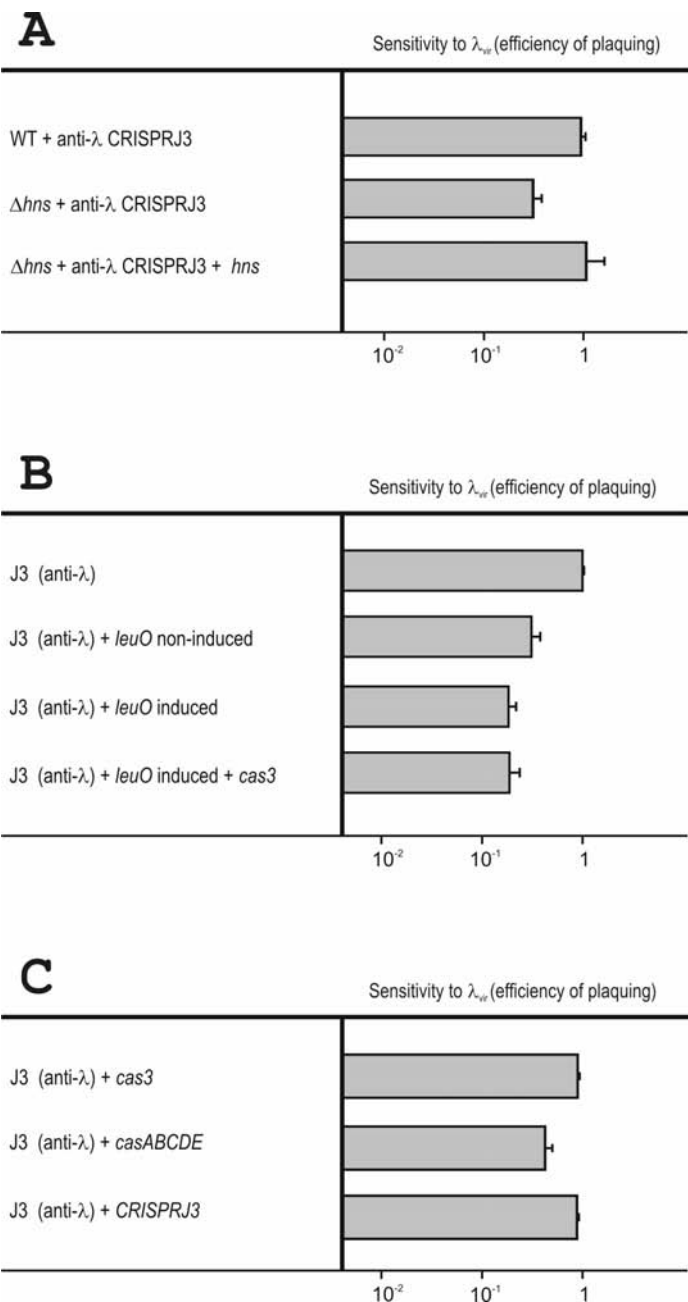 A
Sensitivity to λvir (efficiency of plaquing)
WT + anti-λ CRISPRJ3
Δhns + anti-λ CRISPRJ3
Δhns + anti-λ CRISPRJ3 + hns
10-2 10-1 1
B
Sensitivity to λvir (efficiency of plaquing)
J3 (anti-λ)
J3 (anti-λ) + leuO non-induced
J3 (anti-λ) + leuO induced
J3 (anti-λ) + leuO induced + cas3
10-2 10-1 1
C
Sensitivity to λvir (efficiency of plaquing)
J3 (anti-λ) + cas3
J3 (anti-λ) + casABCDE
J3 (anti-λ) + CRISPRJ3
10-2 10-1 1